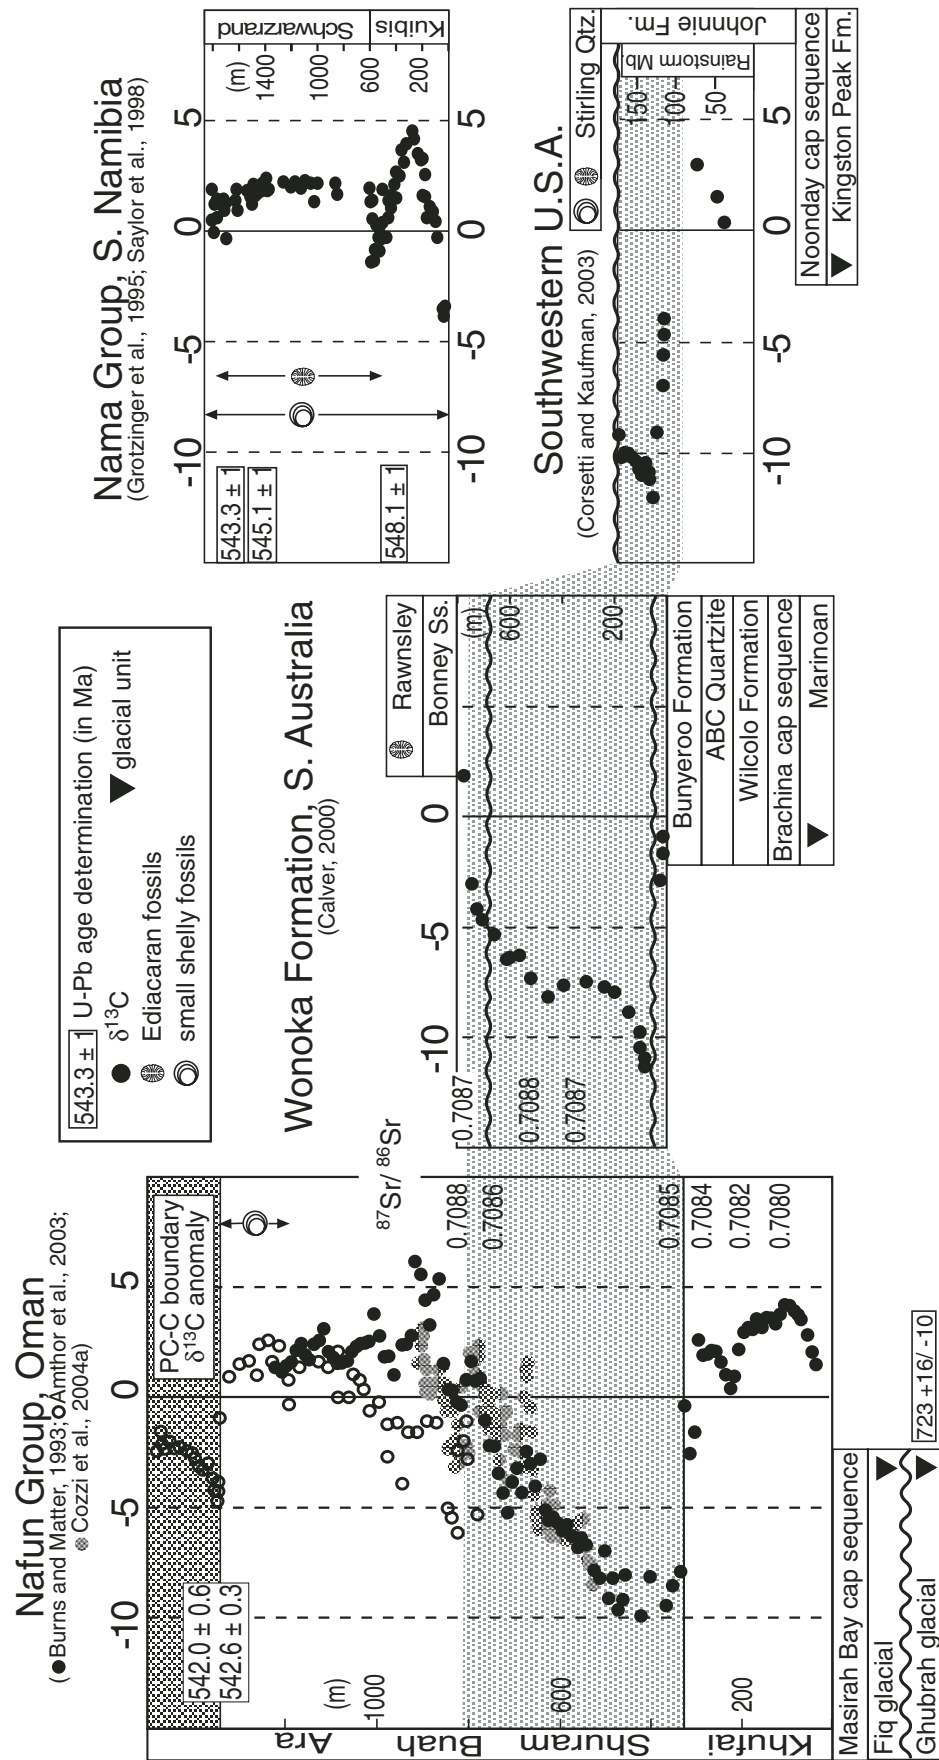 Nafun Group, Oman
(●Burns and Matter, 1993; ○Amthor et al., 2003;
Cozzi et al., 2004a)
-10
-5
0
5
PC-C boundary
δ¹³C anomaly
542.0 ± 0.6
542.6 ± 0.3
(m)
1000
600
200
Ara
Buah
Shuram
Khufai
⁸⁷Sr/ ⁸⁶Sr
0.7088
0.7086
0.7085
0.7084
0.7082
0.7080
Masirah Bay cap sequence
Fiq glacial
Ghubrah glacial
723 +16/ -10
543.3 ± 1 U-Pb age determination (in Ma)
δ¹³C
glacial unit
Ediacaran fossils
small shelly fossils
Wonoka Formation, S. Australia
(Calver, 2000)
-10
-5
0
Rawnsley
Bonney Ss.
(m)
600
200
0.7087
0.7088
0.7087
Bunyeroo Formation
ABC Quartzite
Wilcolo Formation
Brachina cap sequence
Marinoan
Nama Group, S. Namibia
(Grotzinger et al., 1995; Saylor et al., 1998)
-10
-5
0
5
543.3 ± 1
545.1 ± 1
548.1 ± 1
(m)
1400
1000
600
200
Schwarzrand
Kuibis
-10
-5
0
5
Southwestern U.S.A.
(Corsetti and Kaufman, 2003)
Stirling Qtz.
150
100
50
Rainstorm Mb.
Johnnie Fm.
-10
-5
0
5
Noonday cap sequence
Kingston Peak Fm.